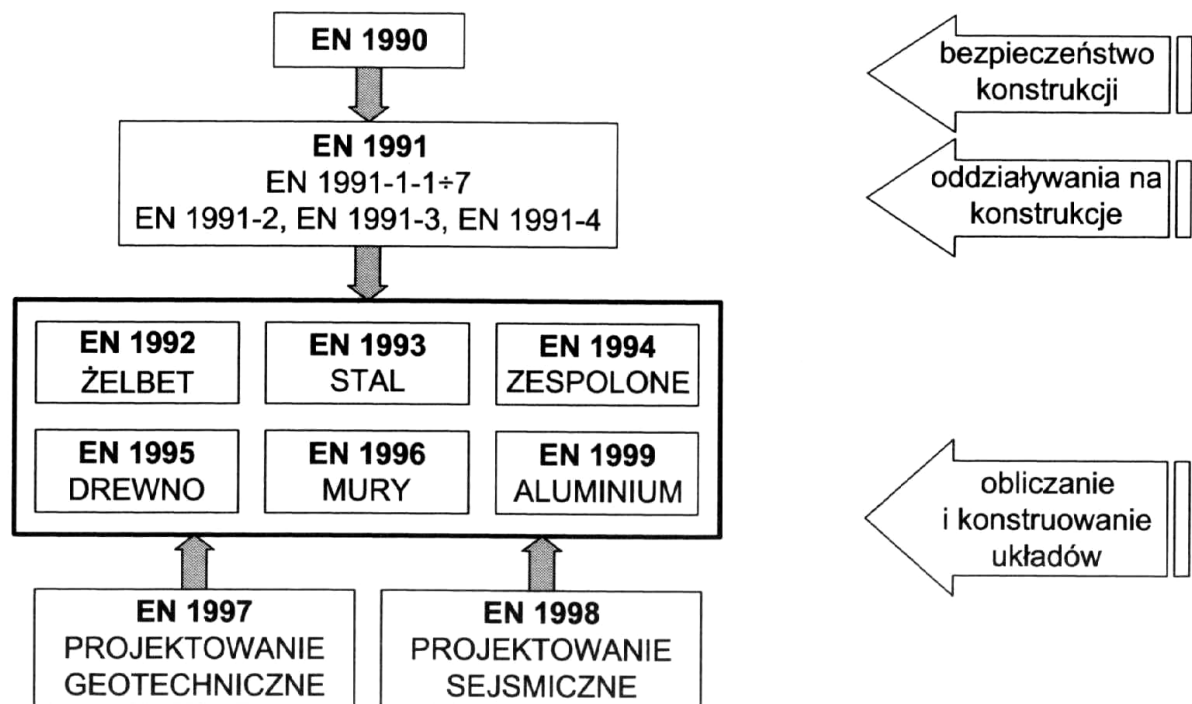 EN 1990
bezpieczeństwo
konstrukcji
EN 1991
EN 1991-1-1÷7
EN 1991-2, EN 1991-3, EN 1991-4
oddziaływania na
konstrukcje
EN 1992
ŻELBET
EN 1993
STAL
EN 1994
ZESPOLONE
EN 1995
DREWNO
EN 1996
MURY
EN 1999
ALUMINIUM
obliczanie
i konstruowanie
układów
EN 1997
PROJEKTOWANIE
GEOTECHNICZNE
EN 1998
PROJEKTOWANIE
SEJSMICZNE